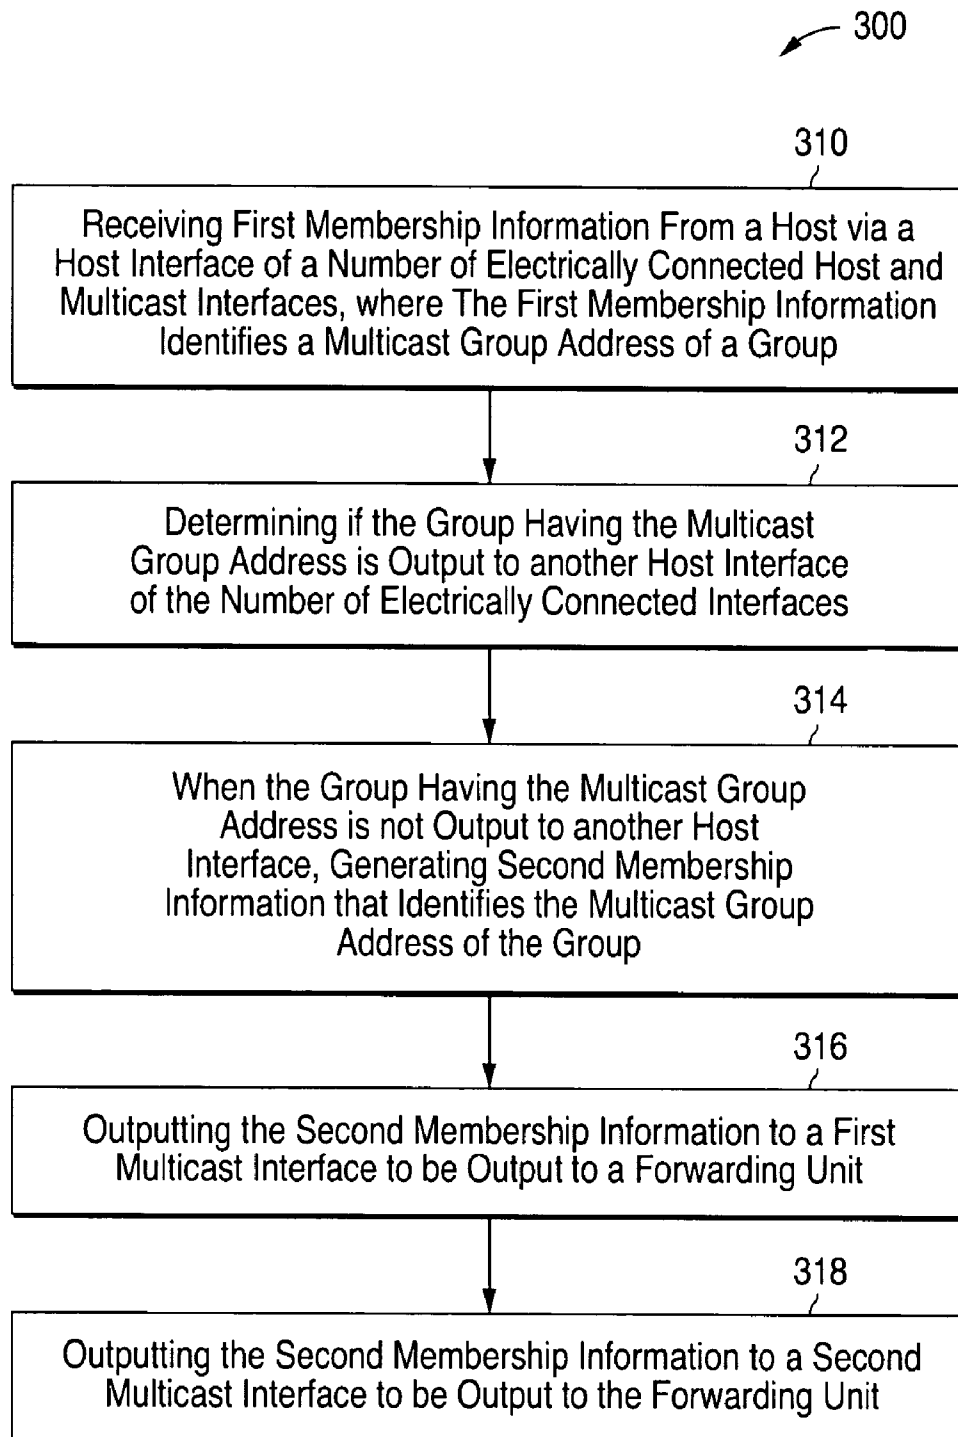 300
310
Receiving First Membership Information From a Host via a
Host Interface of a Number of Electrically Connected Host and
Multicast Interfaces, where The First Membership Information
Identifies a Multicast Group Address of a Group
312
Determining if the Group Having the Multicast
Group Address is Output to another Host Interface
of the Number of Electrically Connected Interfaces
314
When the Group Having the Multicast Group
Address is not Output to another Host
Interface, Generating Second Membership
Information that Identifies the Multicast Group
Address of the Group
316
Outputting the Second Membership Information to a First
Multicast Interface to be Output to a Forwarding Unit
318
Outputting the Second Membership Information to a Second
Multicast Interface to be Output to the Forwarding Unit